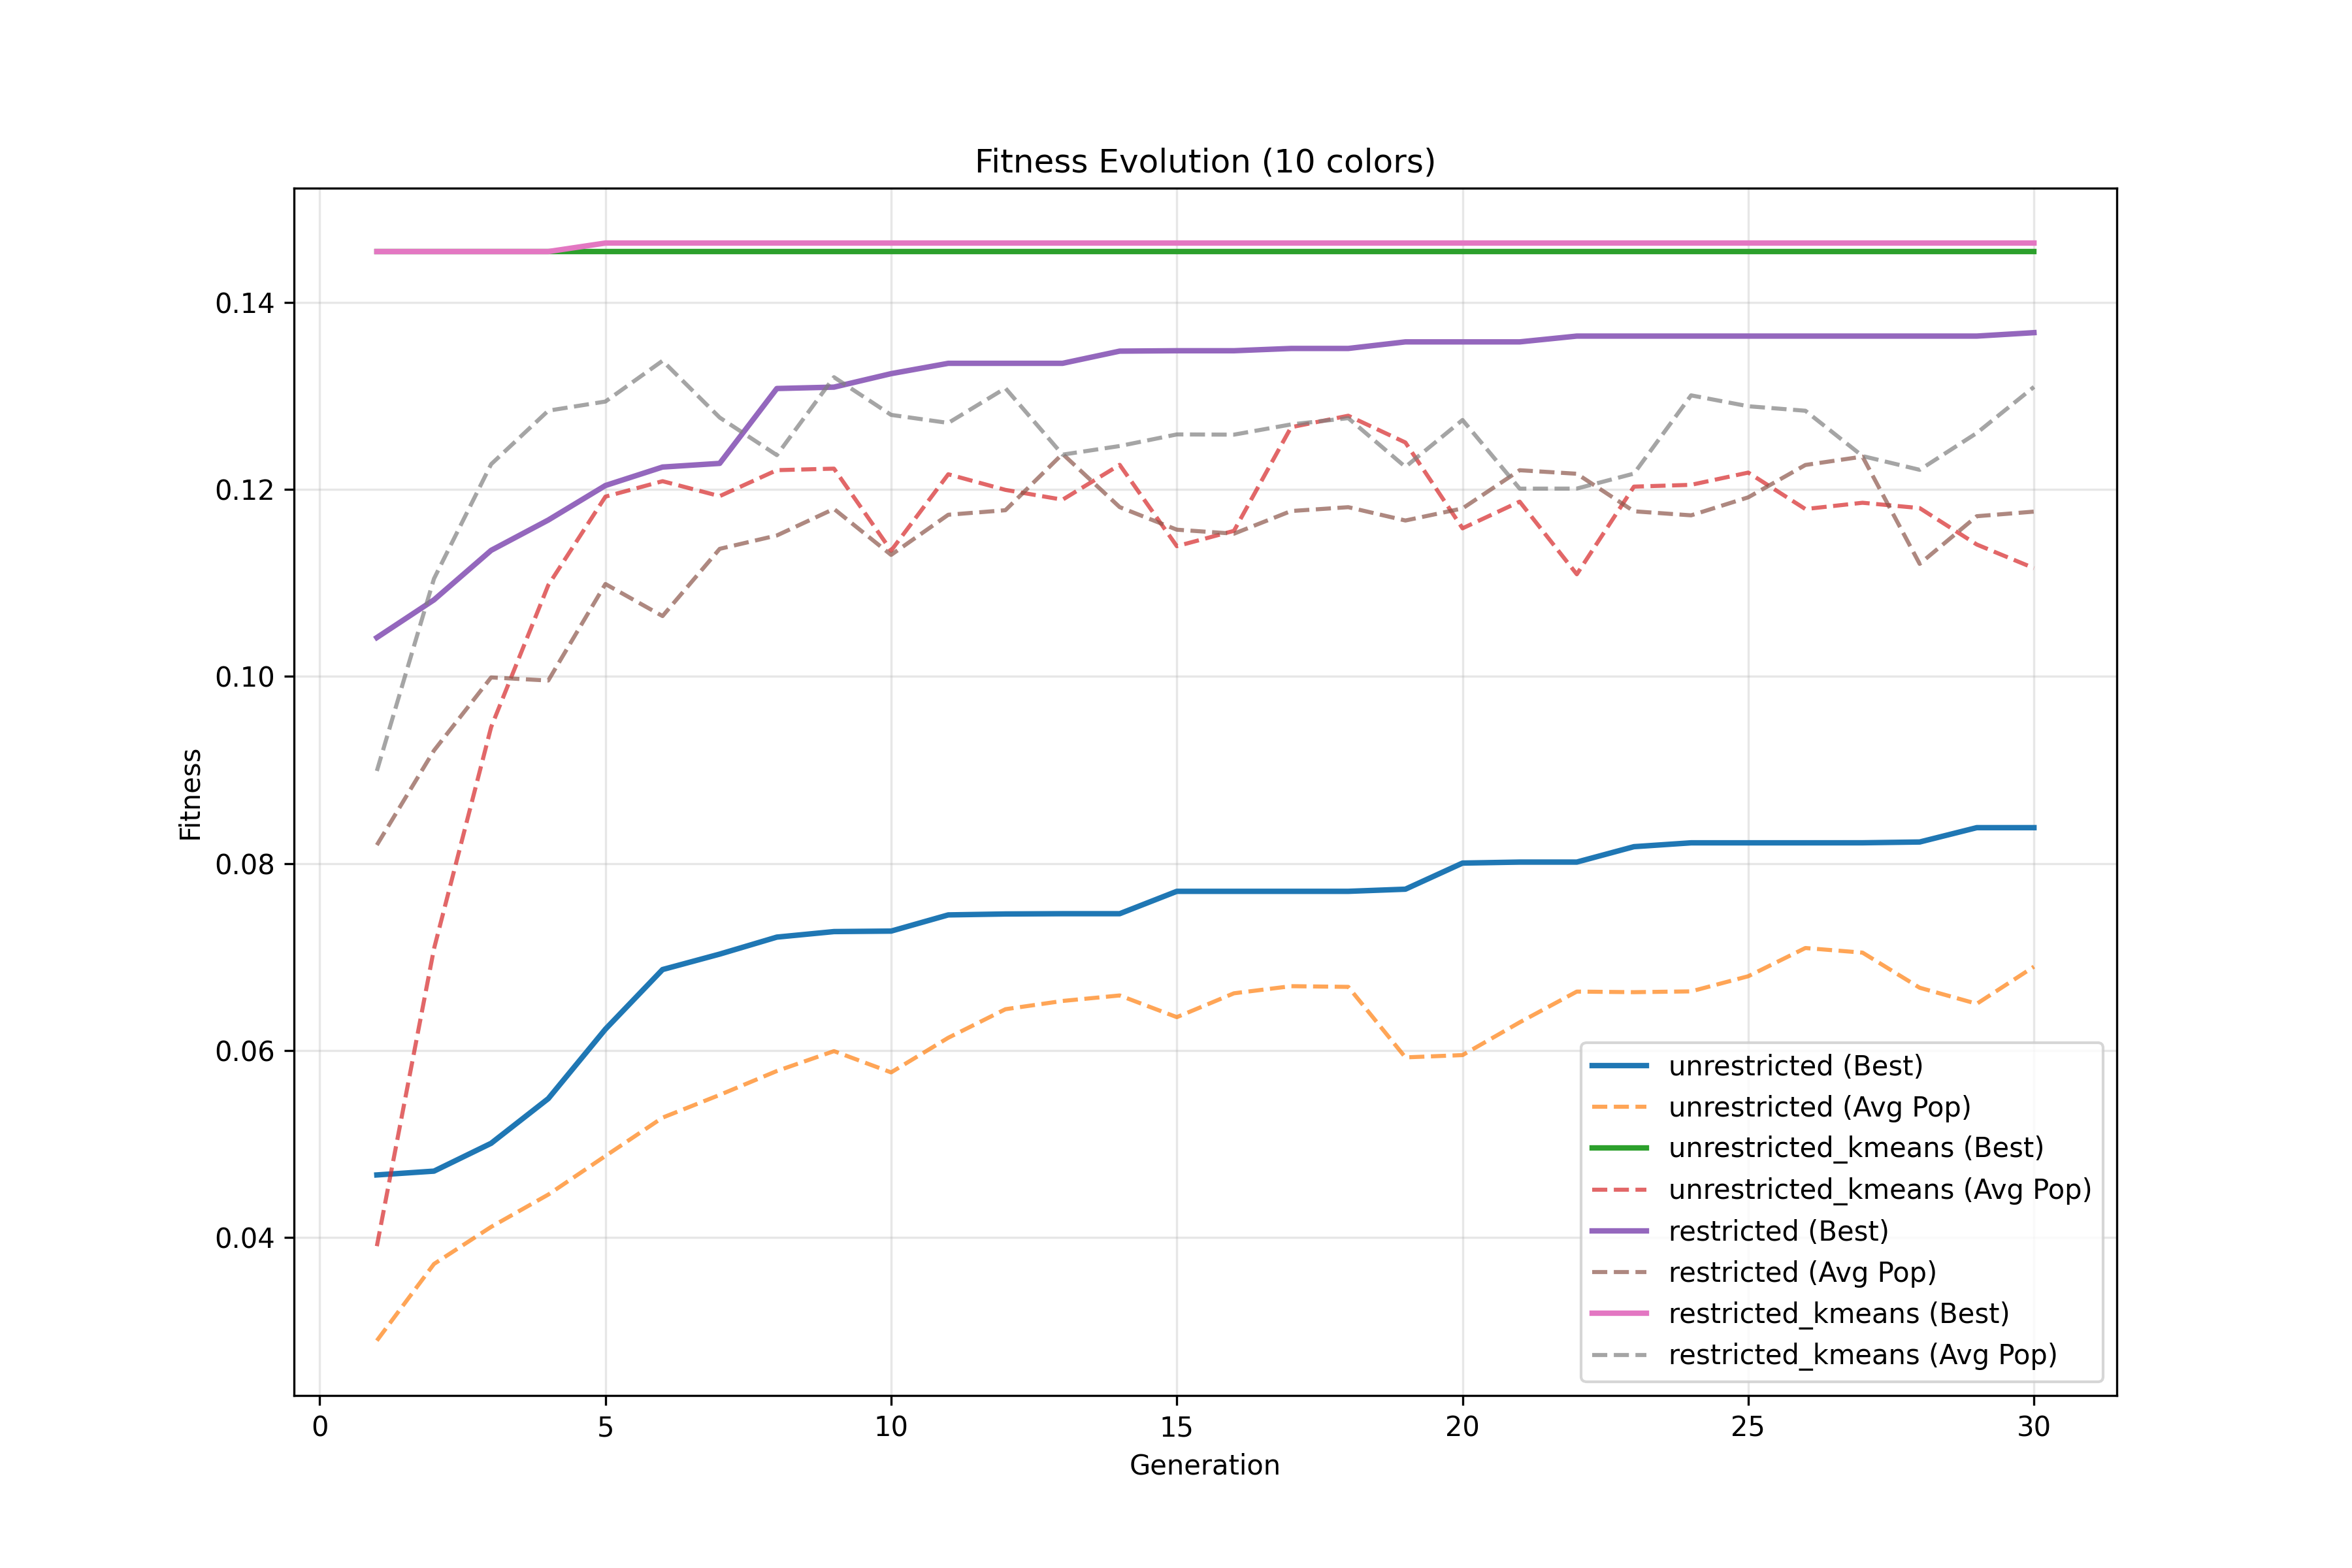 Fitness Evolution (10 colors)
0.14
0.12
0.10
0.08
0.06
0.04
Fitness
0
5
10
15
20
25
30
Generation
unrestricted (Best)
unrestricted (Avg Pop)
unrestricted_kmeans (Best)
unrestricted_kmeans (Avg Pop)
restricted (Best)
restricted (Avg Pop)
restricted_kmeans (Best)
restricted_kmeans (Avg Pop)